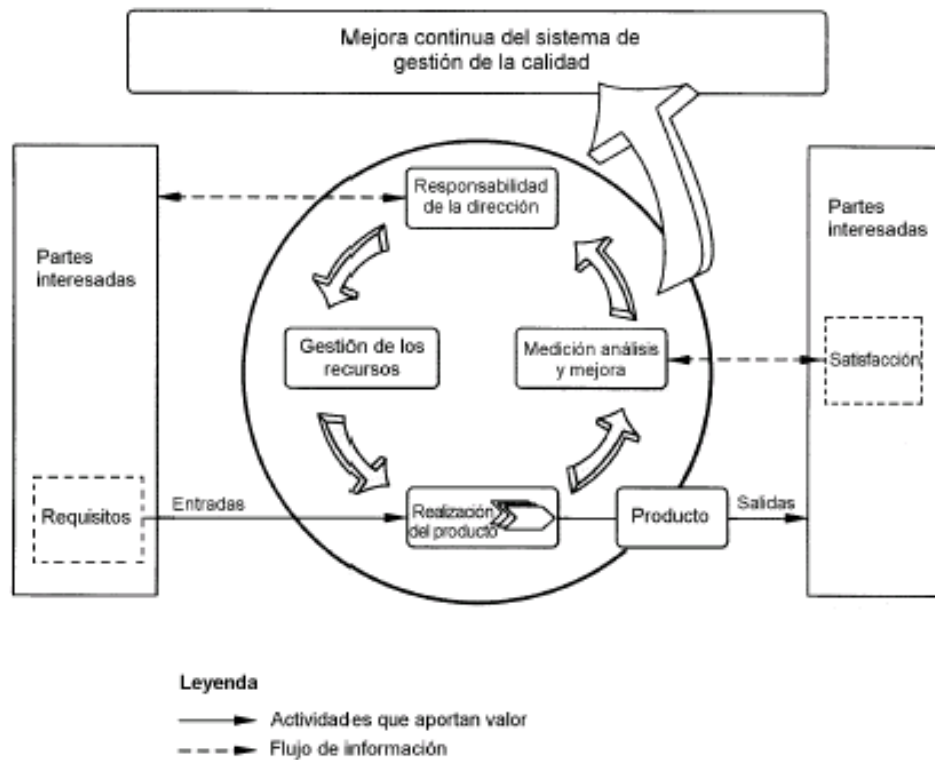 Mejora continua del sistema de
gestión de la calidad
Responsabilidad
de la dirección
Partes
interesadas
Partes
interesadas
Gestión de los
recursos
Medición análisis
y mejora
Satisfacción
Requisitos
Entradas
Realización
del producto
Producto
Salidas
Leyenda
Actividades que aportan valor
Flujo de información